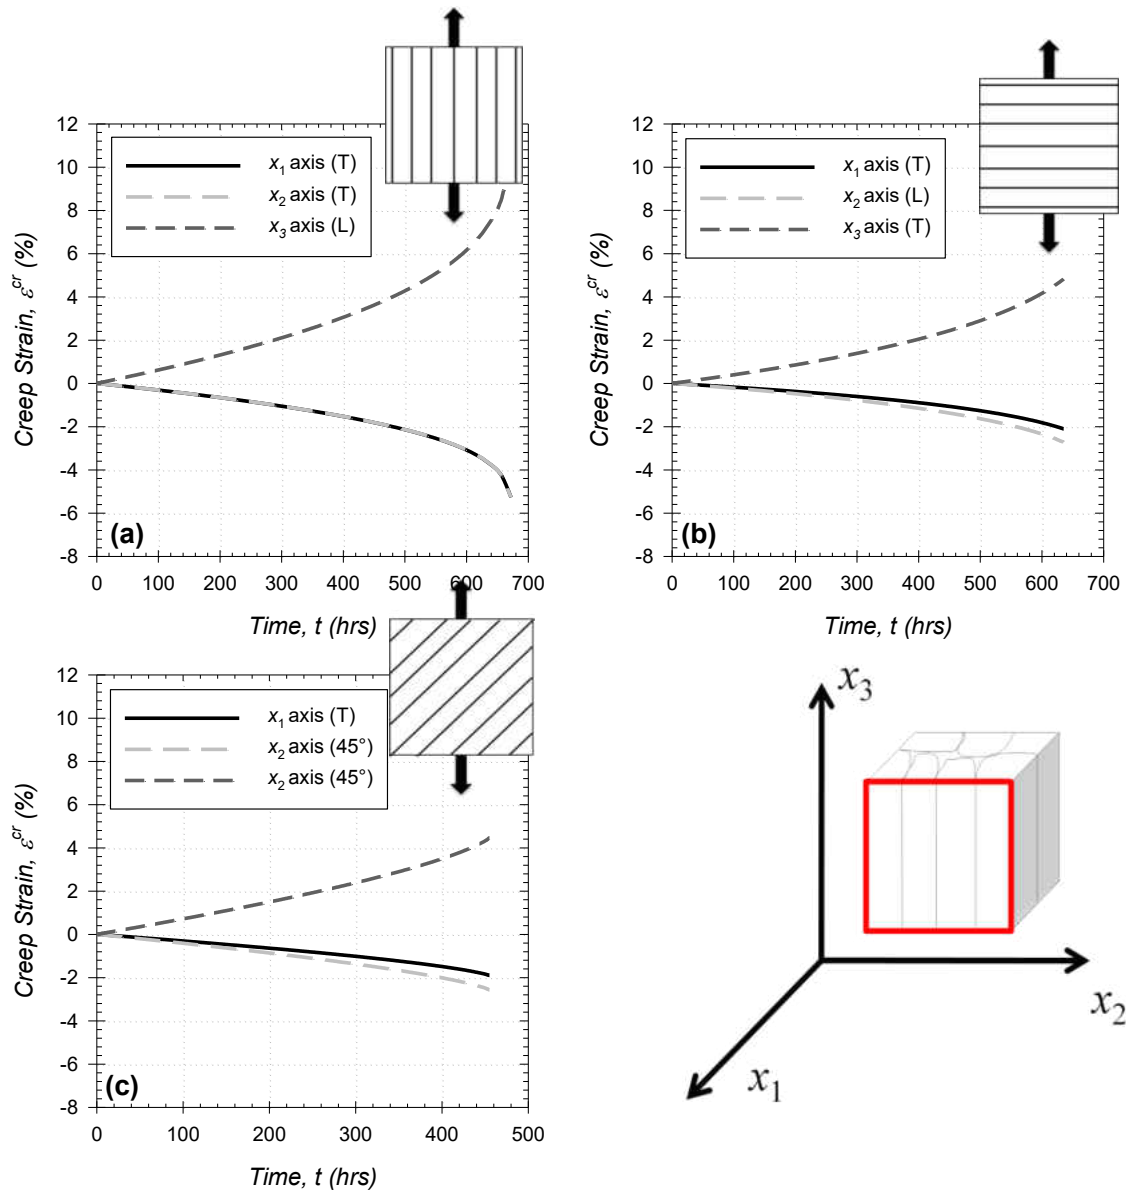 12
10
8
6
4
2
0
-2
-4
-6
-8
Creep Strain, εcr (%)
x1 axis (T)
x2 axis (T)
x3 axis (L)
(a)
0 100 200 300 400 500 600 700
Time, t (hrs)
12
10
8
6
4
2
0
-2
-4
-6
-8
Creep Strain, εcr (%)
x1 axis (T)
x2 axis (L)
x3 axis (T)
(b)
0 100 200 300 400 500 600 700
Time, t (hrs)
12
10
8
6
4
2
0
-2
-4
-6
-8
Creep Strain, εcr (%)
x1 axis (T)
x2 axis (45°)
x2 axis (45°)
(c)
0 100 200 300 400 500
Time, t (hrs)
x3
x2
x1